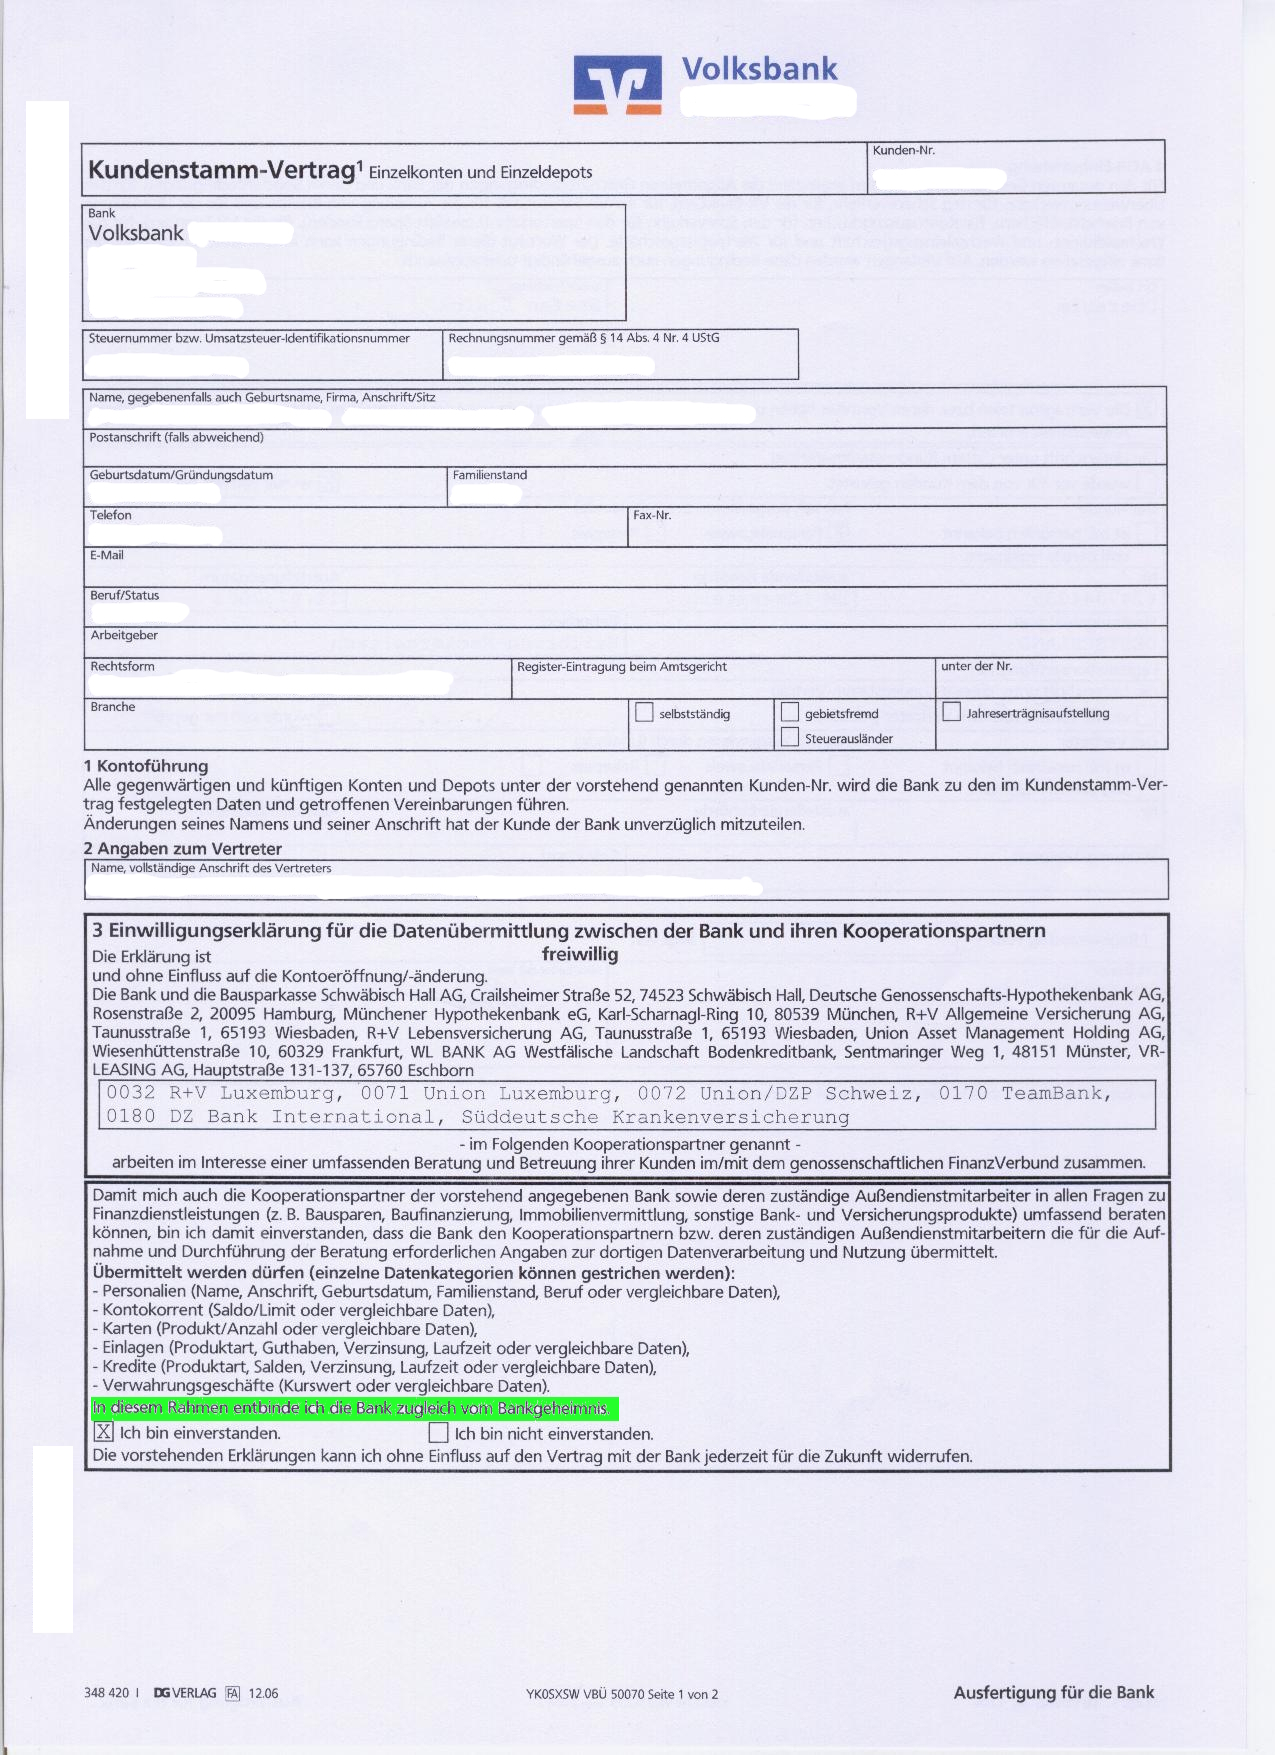 Volksbank
Kundenstamm-Vertrag¹ Einzelkonten und Einzeldepots
Kunden-Nr.
Bank
Volksbank
Steuernummer bzw. Umsatzsteuer-Identifikationsnummer
Rechnungsnummer gemäß § 14 Abs. 4 Nr. 4 UStG
Name, gegebenenfalls auch Geburtsname, Firma, Anschrift/Sitz
Postanschrift (falls abweichend)
Geburtsdatum/Gründungsdatum
Familienstand
Telefon
Fax-Nr.
E-Mail
Beruf/Status
Arbeitgeber
Rechtsform
Register-Eintragung beim Amtsgericht
unter der Nr.
Branche
selbstständig
gebietsfremd
Jahreserträgnisaufstellung
Steuerausländer
1 Kontoführung
Alle gegenwärtigen und künftigen Konten und Depots unter der vorstehend genannten Kunden-Nr. wird die Bank zu den im Kundenstamm-Ver-
trag festgelegten Daten und getroffenen Vereinbarungen führen.
Änderungen seines Namens und seiner Anschrift hat der Kunde der Bank unverzüglich mitzuteilen.
2 Angaben zum Vertreter
Name, vollständige Anschrift des Vertreters
3 Einwilligungserklärung für die Datenübermittlung zwischen der Bank und ihren Kooperationspartnern
Die Erklärung ist freiwillig
und ohne Einfluss auf die Kontoeröffnung/-änderung.
Die Bank und die Bausparkasse Schwäbisch Hall AG, Crailsheimer Straße 52, 74523 Schwäbisch Hall, Deutsche Genossenschafts-Hypothekenbank AG,
Rosenstraße 2, 20095 Hamburg, Münchener Hypothekenbank eG, Karl-Scharnagl-Ring 10, 80539 München, R+V Allgemeine Versicherung AG,
Taunusstraße 1, 65193 Wiesbaden, R+V Lebensversicherung AG, Taunusstraße 1, 65193 Wiesbaden, Union Asset Management Holding AG,
Wiesenhüttenstraße 10, 60329 Frankfurt, WL BANK AG Westfälische Landschaft Bodenkreditbank, Sentmaringer Weg 1, 48151 Münster, VR-
LEASING AG, Hauptstraße 131-137, 65760 Eschborn
0032 R+V Luxemburg, 0071 Union Luxemburg, 0072 Union/DZP Schweiz, 0170 TeamBank,
0180 DZ Bank International, Süddeutsche Krankenversicherung
- im Folgenden Kooperationspartner genannt -
arbeiten im Interesse einer umfassenden Beratung und Betreuung ihrer Kunden im/mit dem genossenschaftlichen FinanzVerbund zusammen.
Damit mich auch die Kooperationspartner der vorstehend angegebenen Bank sowie deren zuständige Außendienstmitarbeiter in allen Fragen zu
Finanzdienstleistungen (z. B. Bausparen, Baufinanzierung, Immobilienvermittlung, sonstige Bank- und Versicherungsprodukte) umfassend beraten
können, bin ich damit einverstanden, dass die Bank den Kooperationspartnern bzw. deren zuständigen Außendienstmitarbeitern die für die Auf-
nahme und Durchführung der Beratung erforderlichen Angaben zur dortigen Datenverarbeitung und Nutzung übermittelt.
Übermittelt werden dürfen (einzelne Datenkategorien können gestrichen werden):
- Personalien (Name, Anschrift, Geburtsdatum, Familienstand, Beruf oder vergleichbare Daten),
- Kontokorrent (Saldo/Limit oder vergleichbare Daten),
- Karten (Produkt/Anzahl oder vergleichbare Daten),
- Einlagen (Produktart, Guthaben, Verzinsung, Laufzeit oder vergleichbare Daten),
- Kredite (Produktart, Salden, Verzinsung, Laufzeit oder vergleichbare Daten),
- Verwahrungsgeschäfte (Kurswert oder vergleichbare Daten).
In diesem Rahmen entbinde ich die Bank zugleich vom Bankgeheimnis.
X Ich bin einverstanden. Ich bin nicht einverstanden.
Die vorstehenden Erklärungen kann ich ohne Einfluss auf den Vertrag mit der Bank jederzeit für die Zukunft widerrufen.
348 420 I DG VERLAG FA 12.06
YK0SXSW VBÜ 50070 Seite 1 von 2
Ausfertigung für die Bank